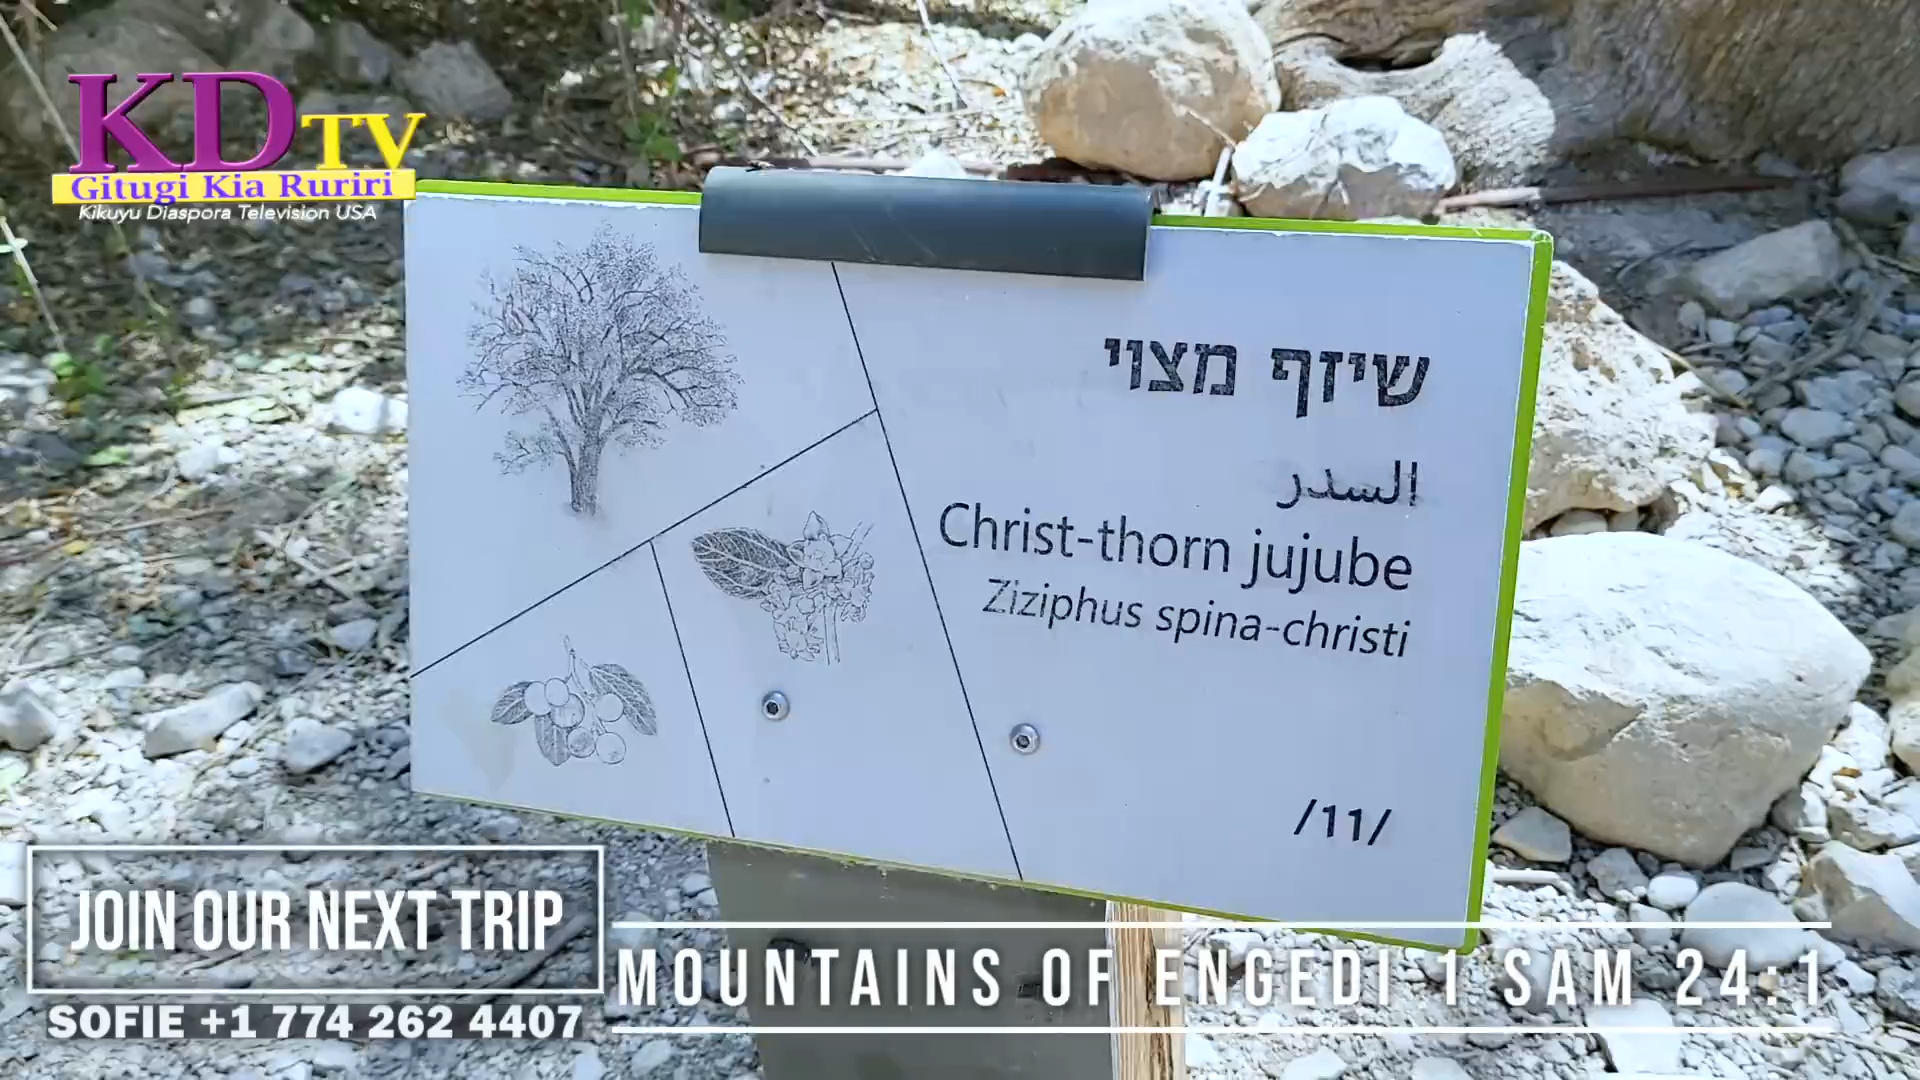 KDTV
Gitugi Kia Ruriri
Kikuyu Diaspora Television USA
שיזף מצוי
السدر
Christ-thorn jujube
Ziziphus spina-christi
/11/
JOIN OUR NEXT TRIP
SOFIE +1 774 262 4407
MOUNTAINS OF ENGEDI 1 SAM 24:1